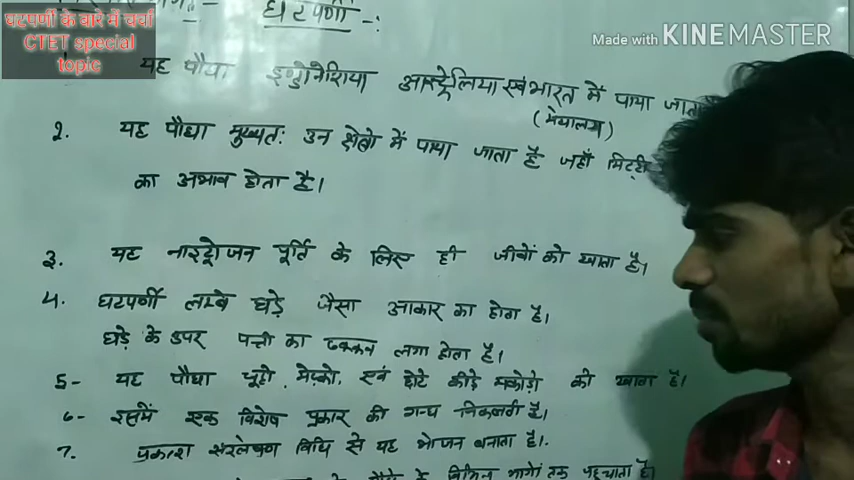 घटपर्णी के बारे में चर्चा
CTET special
topic
Made with KINEMASTER
घटपर्णी -:
यह पौधा इण्डोनेशिया आस्ट्रेलिया एवं भारत में पाया जाता
(मेघालय)
2. यह पौधा मुख्यतः उन क्षेत्रो में पाया जाता है जहाँ मिट्टी
का अभाव होता है।
3. यह नाइट्रोजन पूर्ति के लिए ही जीवों को खाता है।
4. घटपर्णी लम्बे घड़े जैसा आकार का होता है।
घड़े के ऊपर पत्ती का ढक्कन लगा होता है।
5- यह पौधा चूहो, मेढ़को, एवं छोटे कीड़े मकोड़ो को खाता है।
6- इसमें एक विशेष प्रकार की गन्ध निकलती है।
7. प्रकाश संश्लेषण विधि से यह भोजन बनाता है।
के विभिन्न भागों तक पहुचाता है।